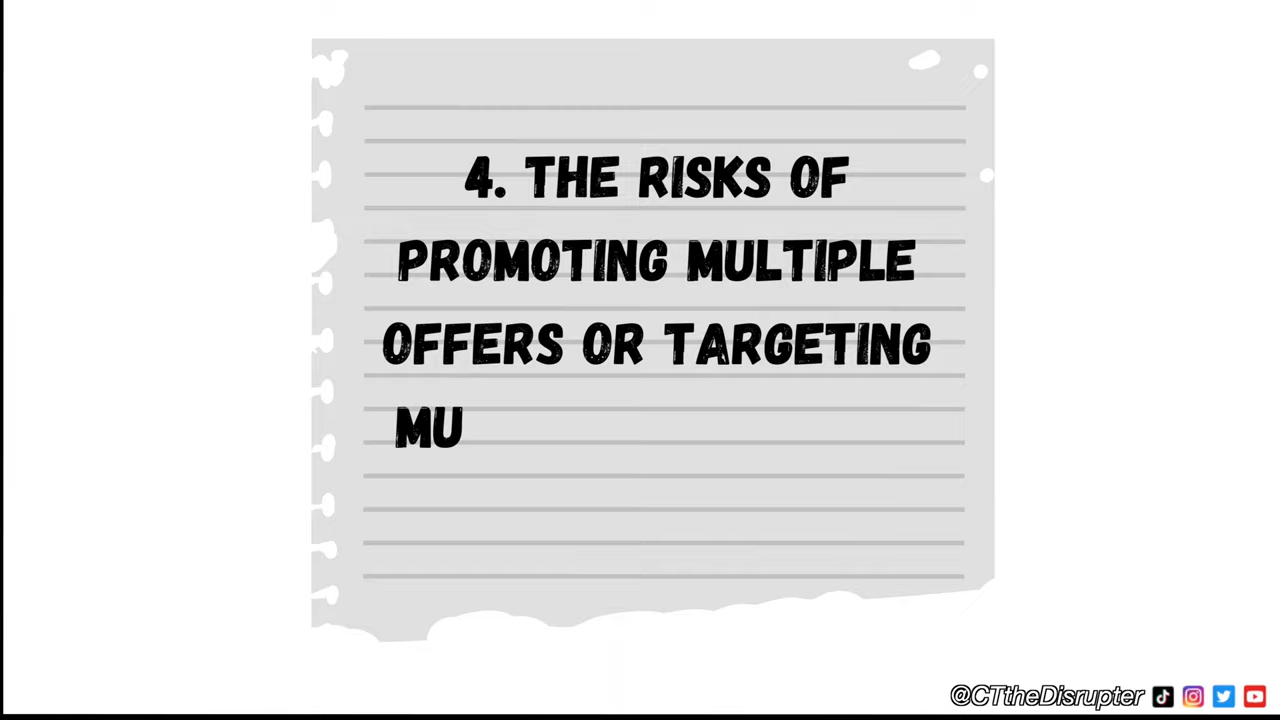 4. THE RISKS OF
PROMOTING MULTIPLE
OFFERS OR TARGETING
MU
@CTtheDisrupter